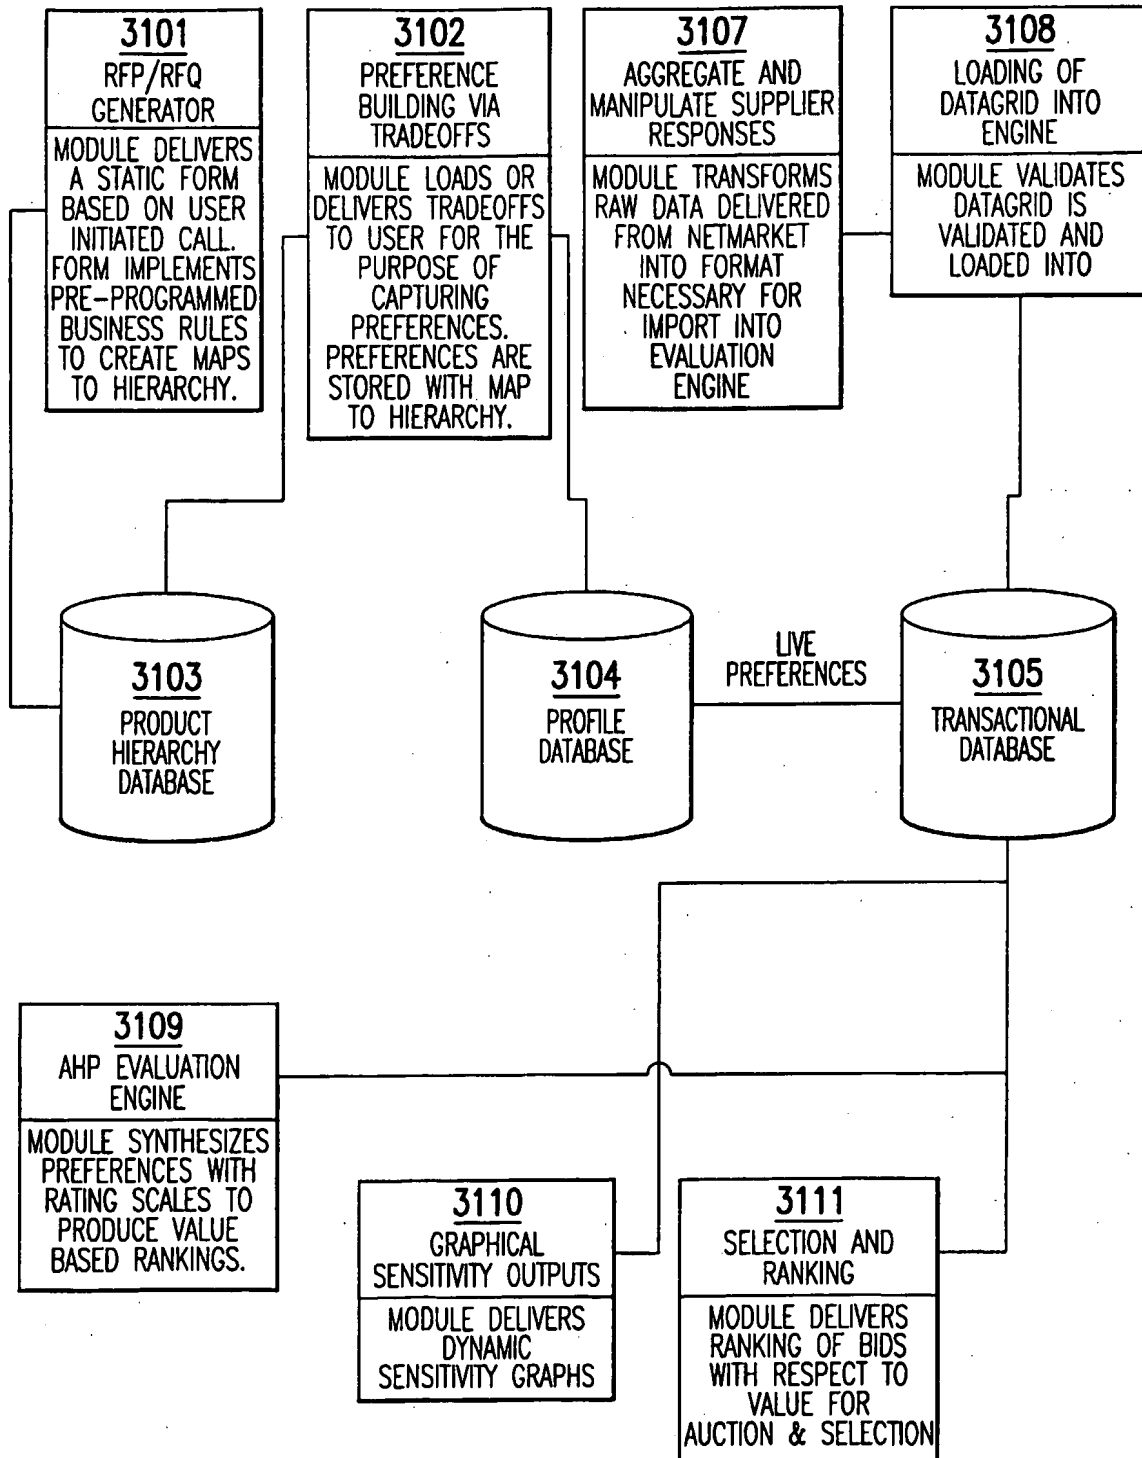 3101
RFP/RFQ
GENERATOR
MODULE DELIVERS
A STATIC FORM
BASED ON USER
INITIATED CALL.
FORM IMPLEMENTS
PRE-PROGRAMMED
BUSINESS RULES
TO CREATE MAPS
TO HIERARCHY.
3102
PREFERENCE
BUILDING VIA
TRADEOFFS
MODULE LOADS OR
DELIVERS TRADEOFFS
TO USER FOR THE
PURPOSE OF
CAPTURING
PREFERENCES.
PREFERENCES ARE
STORED WITH MAP
TO HIERARCHY.
3107
AGGREGATE AND
MANIPULATE SUPPLIER
RESPONSES
MODULE TRANSFORMS
RAW DATA DELIVERED
FROM NETMARKET
INTO FORMAT
NECESSARY FOR
IMPORT INTO
EVALUATION
ENGINE
3108
LOADING OF
DATAGRID INTO
ENGINE
MODULE VALIDATES
DATAGRID IS
VALIDATED AND
LOADED INTO
3103
PRODUCT
HIERARCHY
DATABASE
3104
PROFILE
DATABASE
LIVE
PREFERENCES
3105
TRANSACTIONAL
DATABASE
3109
AHP EVALUATION
ENGINE
MODULE SYNTHESIZES
PREFERENCES WITH
RATING SCALES TO
PRODUCE VALUE
BASED RANKINGS.
3110
GRAPHICAL
SENSITIVITY OUTPUTS
MODULE DELIVERS
DYNAMIC
SENSITIVITY GRAPHS
3111
SELECTION AND
RANKING
MODULE DELIVERS
RANKING OF BIDS
WITH RESPECT TO
VALUE FOR
AUCTION & SELECTION